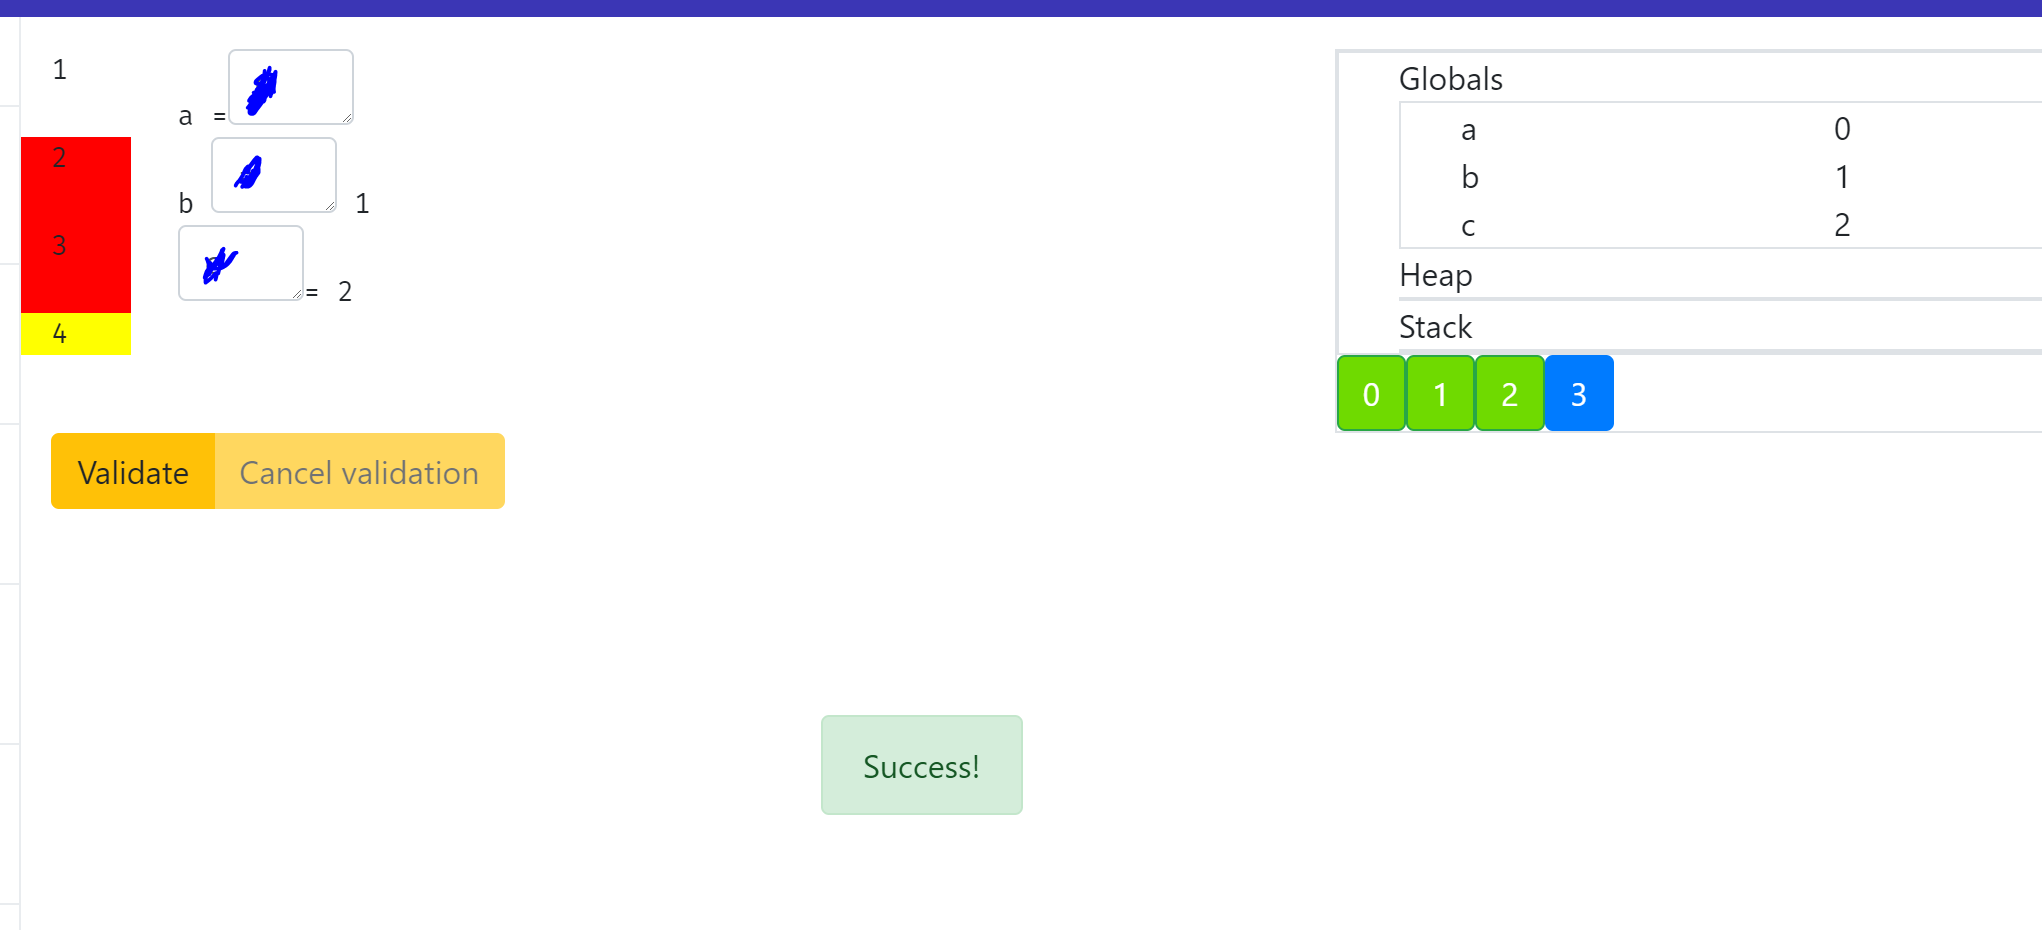 1
a =
2
b 1
3
= 2
4
Validate Cancel validation
Globals
a 0
b 1
c 2
Heap
Stack
0 1 2 3
Success!